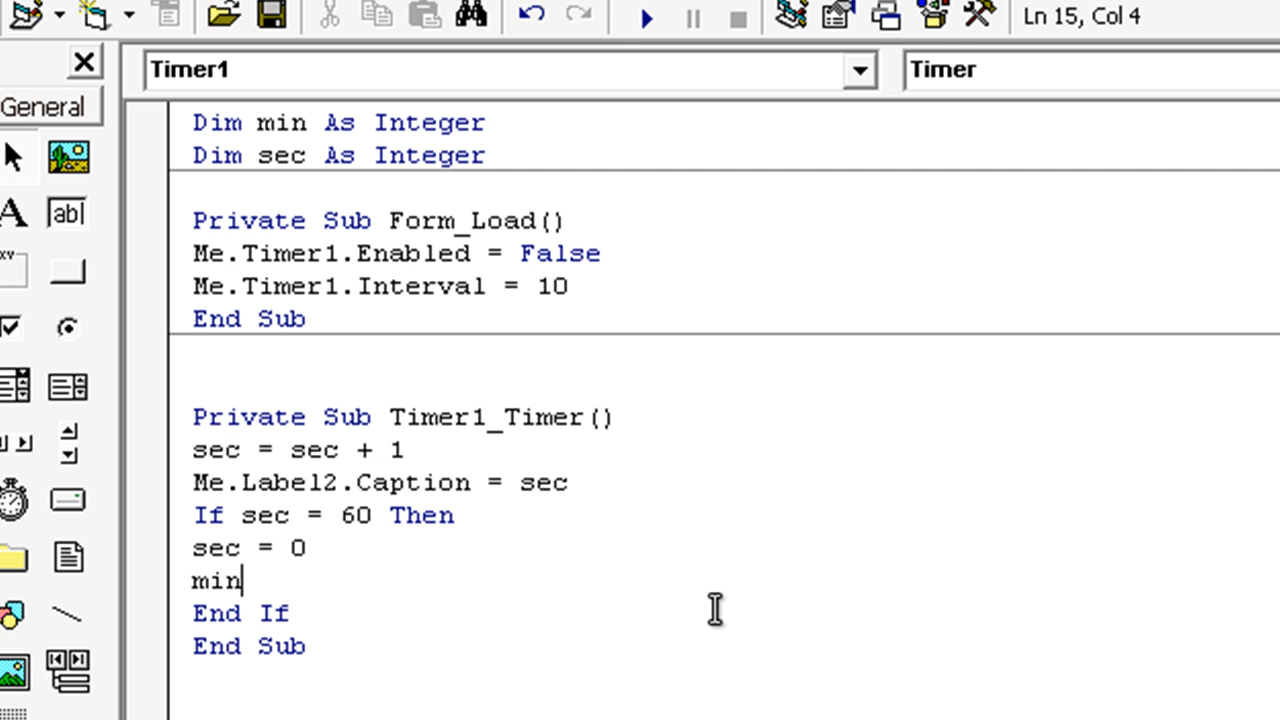 Ln 15, Col 4
Timer1
Timer
General
A
ab
XY
Dim min As Integer
Dim sec As Integer
Private Sub Form_Load()
Me.Timer1.Enabled = False
Me.Timer1.Interval = 10
End Sub
Private Sub Timer1_Timer()
sec = sec + 1
Me.Label2.Caption = sec
If sec = 60 Then
sec = 0
min
End If
End Sub